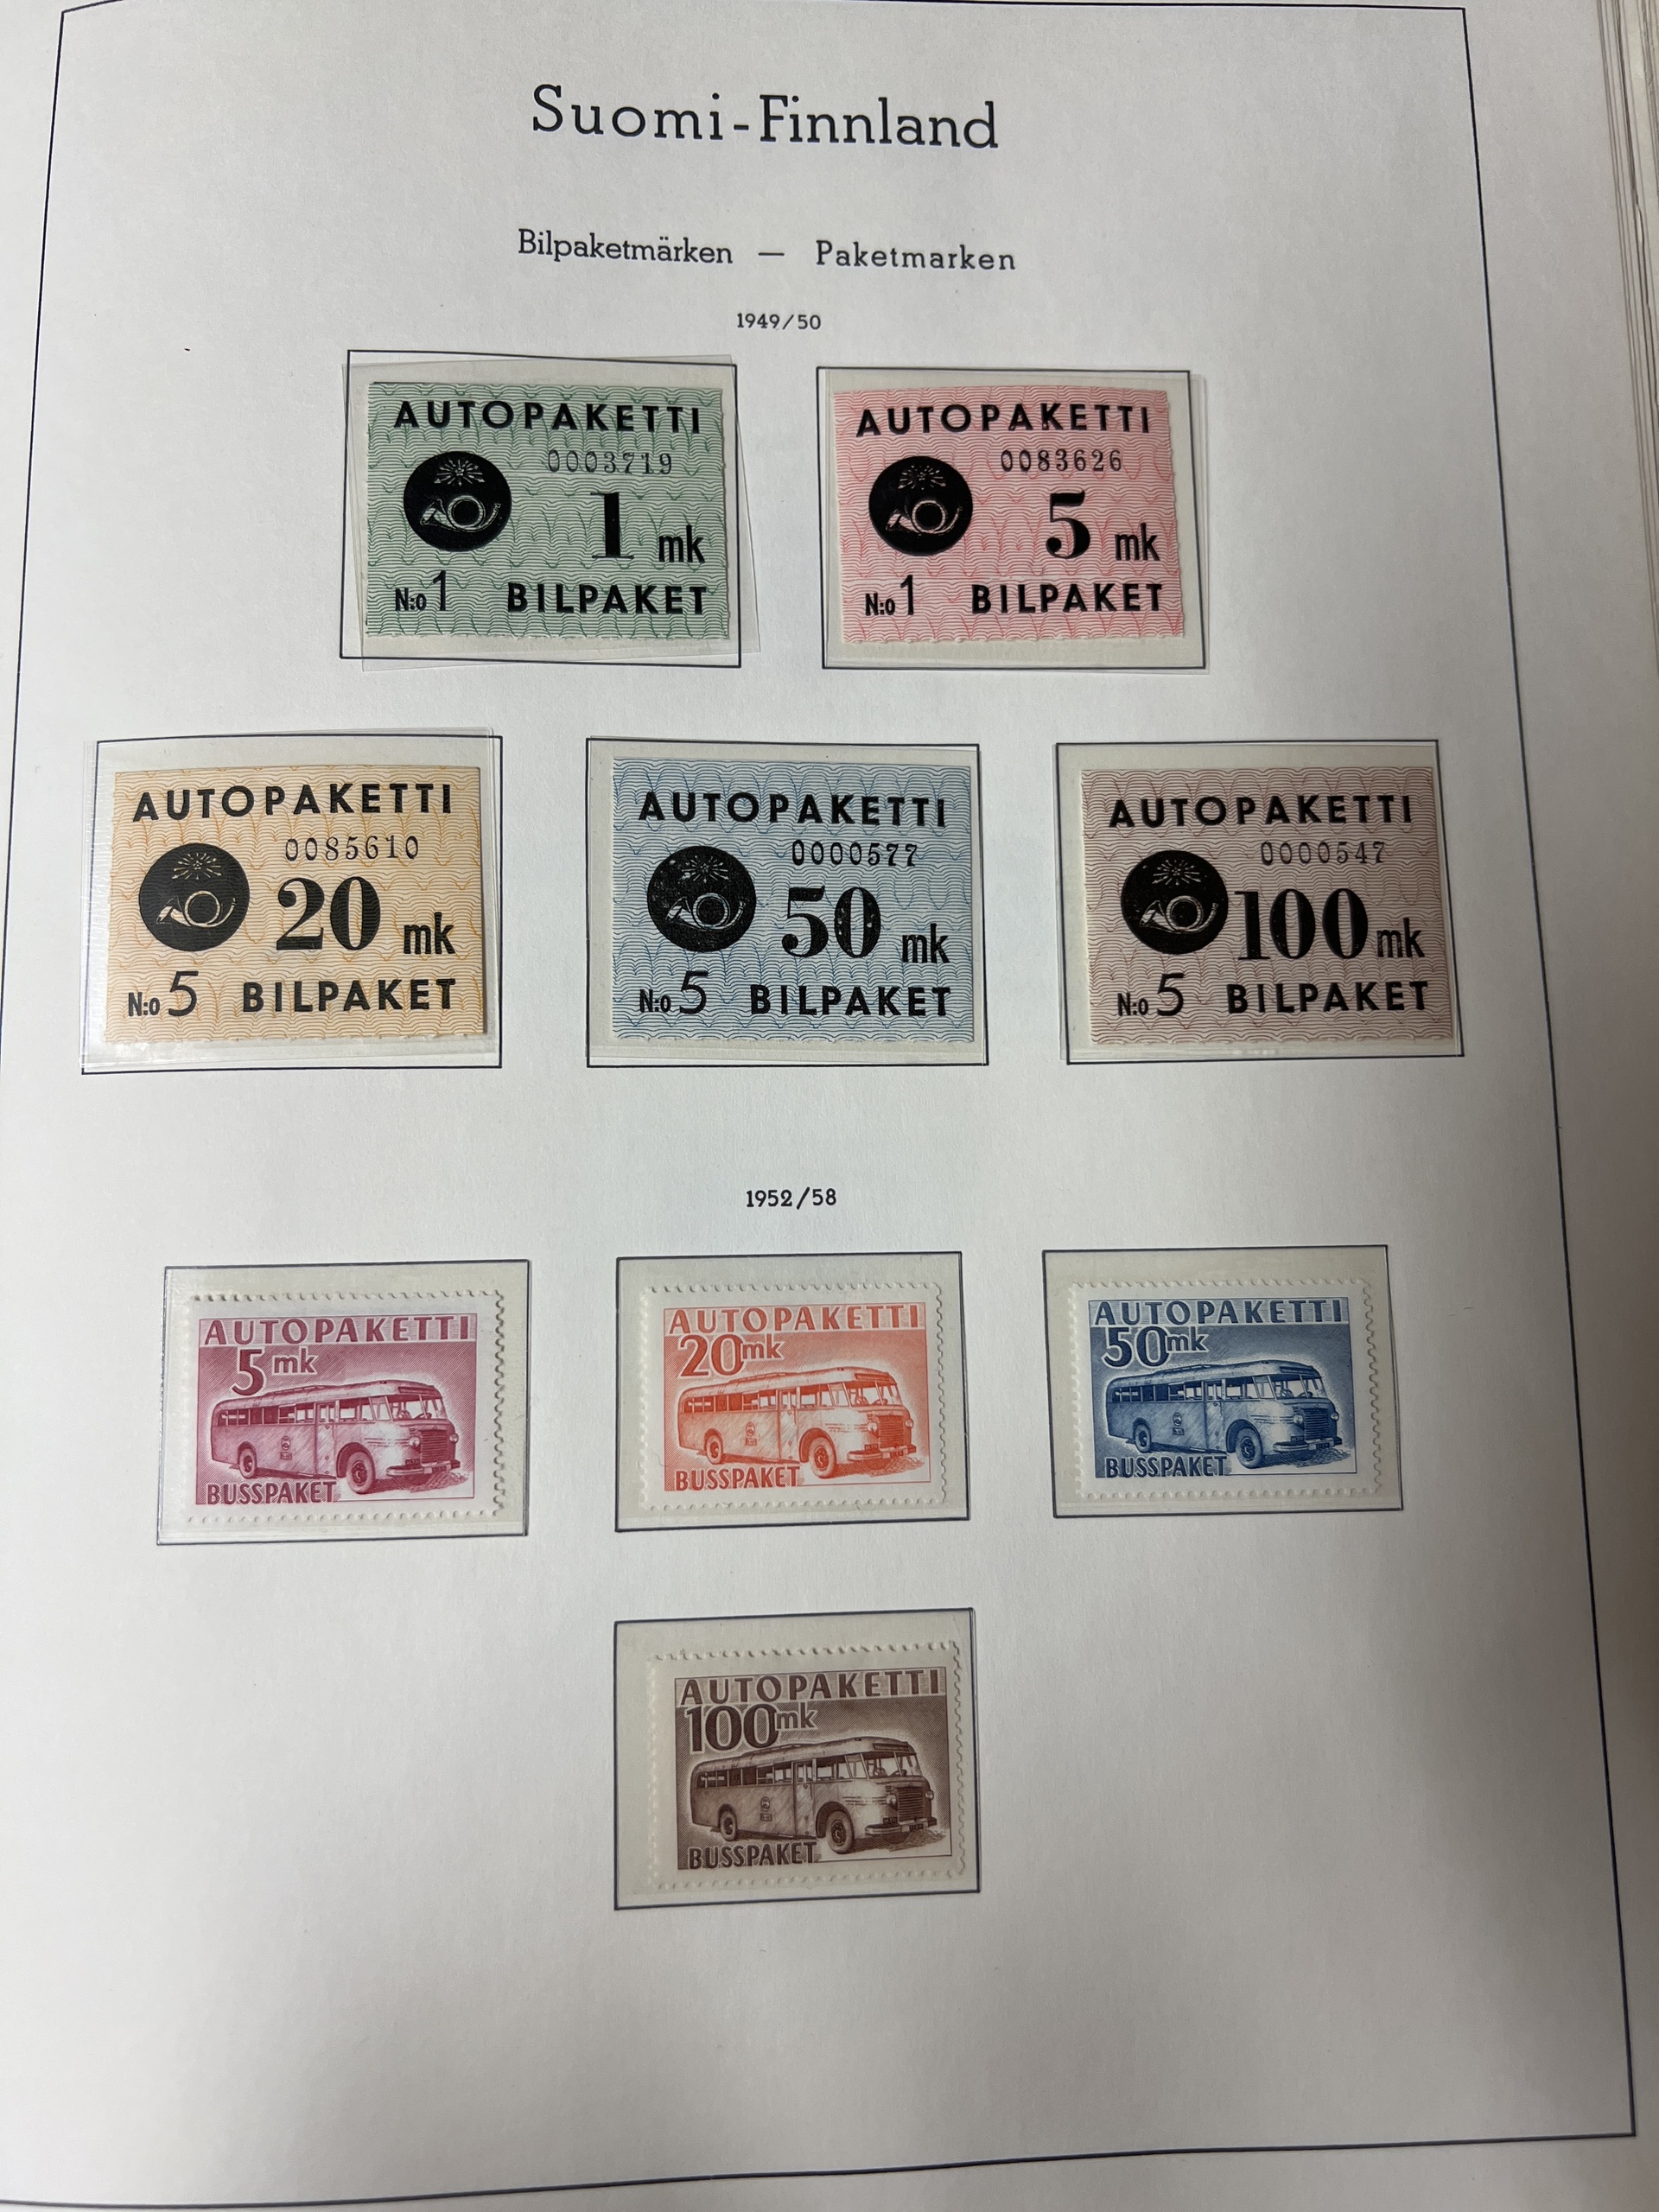 Suomi-Finnland
Bilpaketmärken — Paketmarken
1949/50
AUTOPAKETTI
0003719
1 mk
N:o 1 BILPAKET
AUTOPAKETTI
0083626
5 mk
N:o 1 BILPAKET
AUTOPAKETTI
0085610
20 mk
N:o 5 BILPAKET
AUTOPAKETTI
0000577
50 mk
N:o 5 BILPAKET
AUTOPAKETTI
0000547
100 mk
N:o 5 BILPAKET
1952/58
AUTOPAKETTI
5 mk
BUSSPAKET
AUTOPAKETTI
20 mk
BUSSPAKET
AUTOPAKETTI
50 mk
BUSSPAKET
AUTOPAKETTI
100 mk
BUSSPAKET